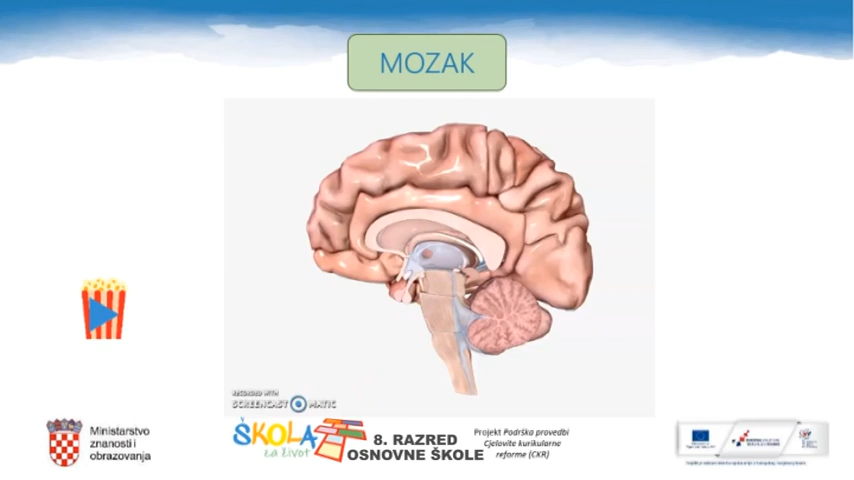 MOZAK
RECORDED WITH
SCREENCAST MATIC
Ministarstvo
znanosti i
obrazovanja
ŠKOLA
za život
8. RAZRED
OSNOVNE ŠKOLE
Projekt Podrška provedbi
Cjelovite kurikularne
reforme (CKR)